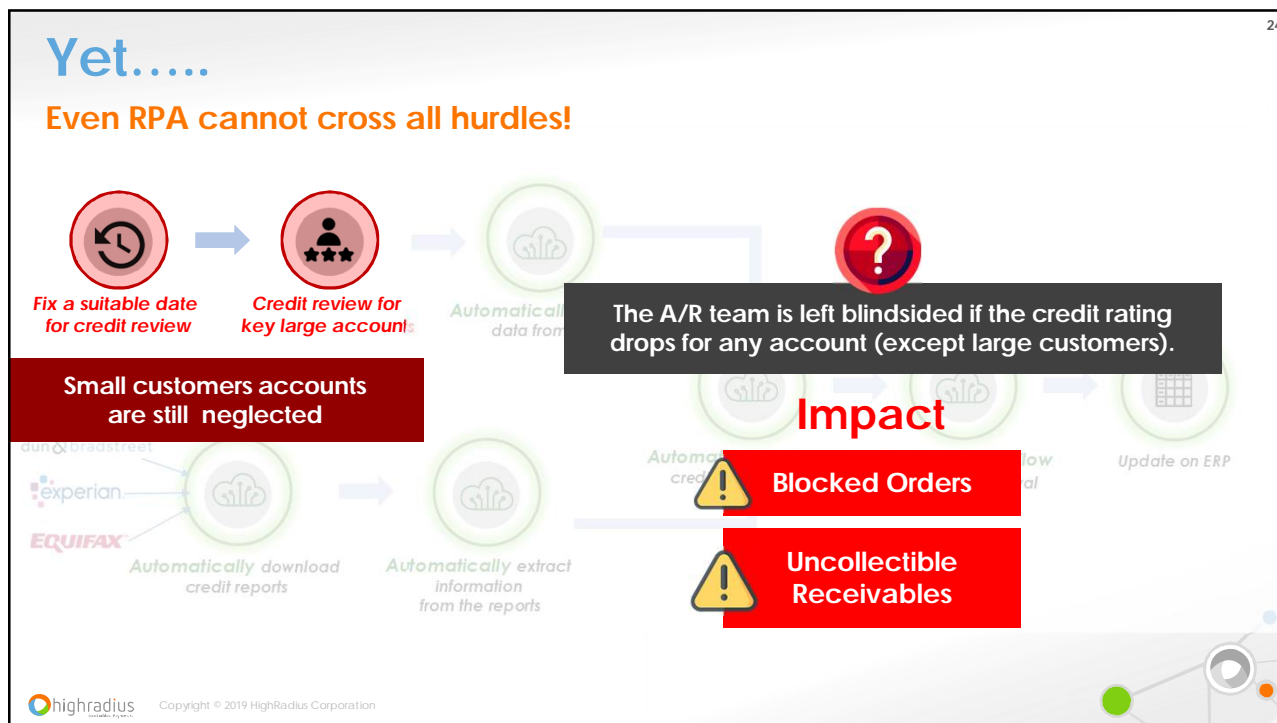 24
Yet.....
Even RPA cannot cross all hurdles!
Fix a suitable date
for credit review
Credit review for
key large accounts
Automatically
data from
The A/R team is left blindsided if the credit rating
drops for any account (except large customers).
Small customers accounts
are still neglected
Impact
dun & bradstreet
experian
EQUIFAX
Automatically download
credit reports
Automatically extract
information
from the reports
Blocked Orders
Update on ERP
Uncollectible
Receivables
highradius
Copyright © 2019 HighRadius Corporation